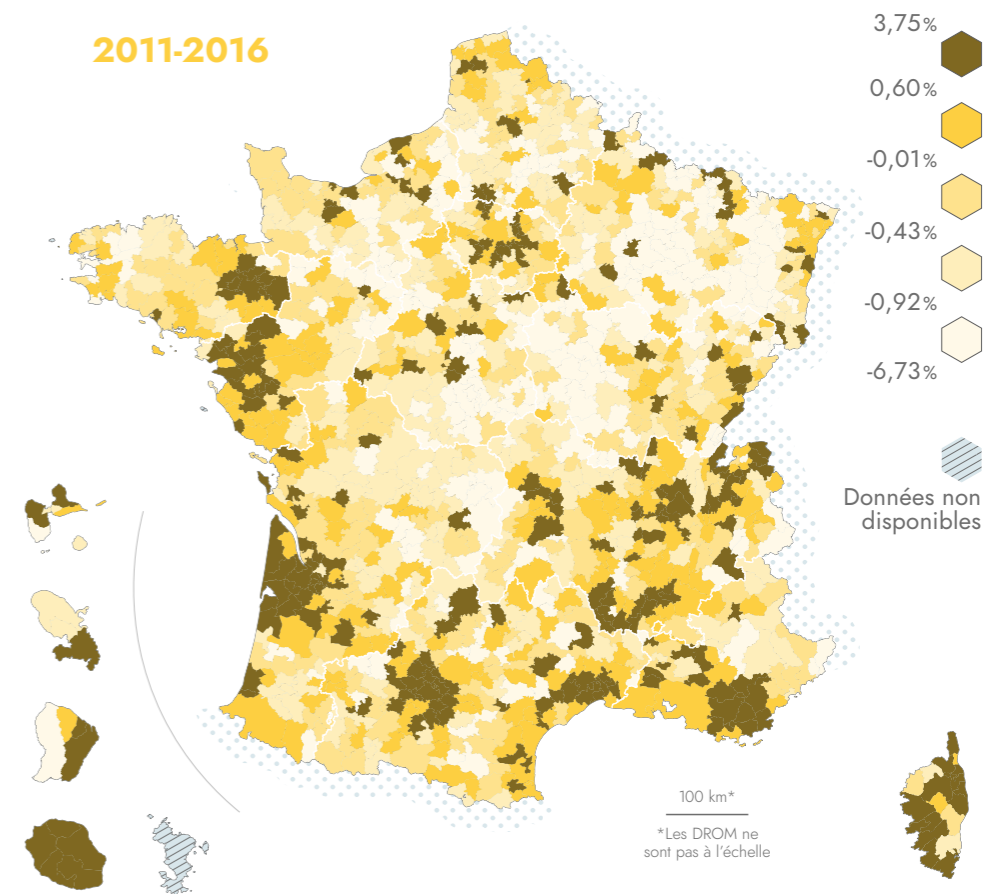 2011-2016
3,75%
0,60%
-0,01%
-0,43%
-0,92%
-6,73%
Données non
disponibles
100 km*
*Les DROM ne
sont pas à l'échelle